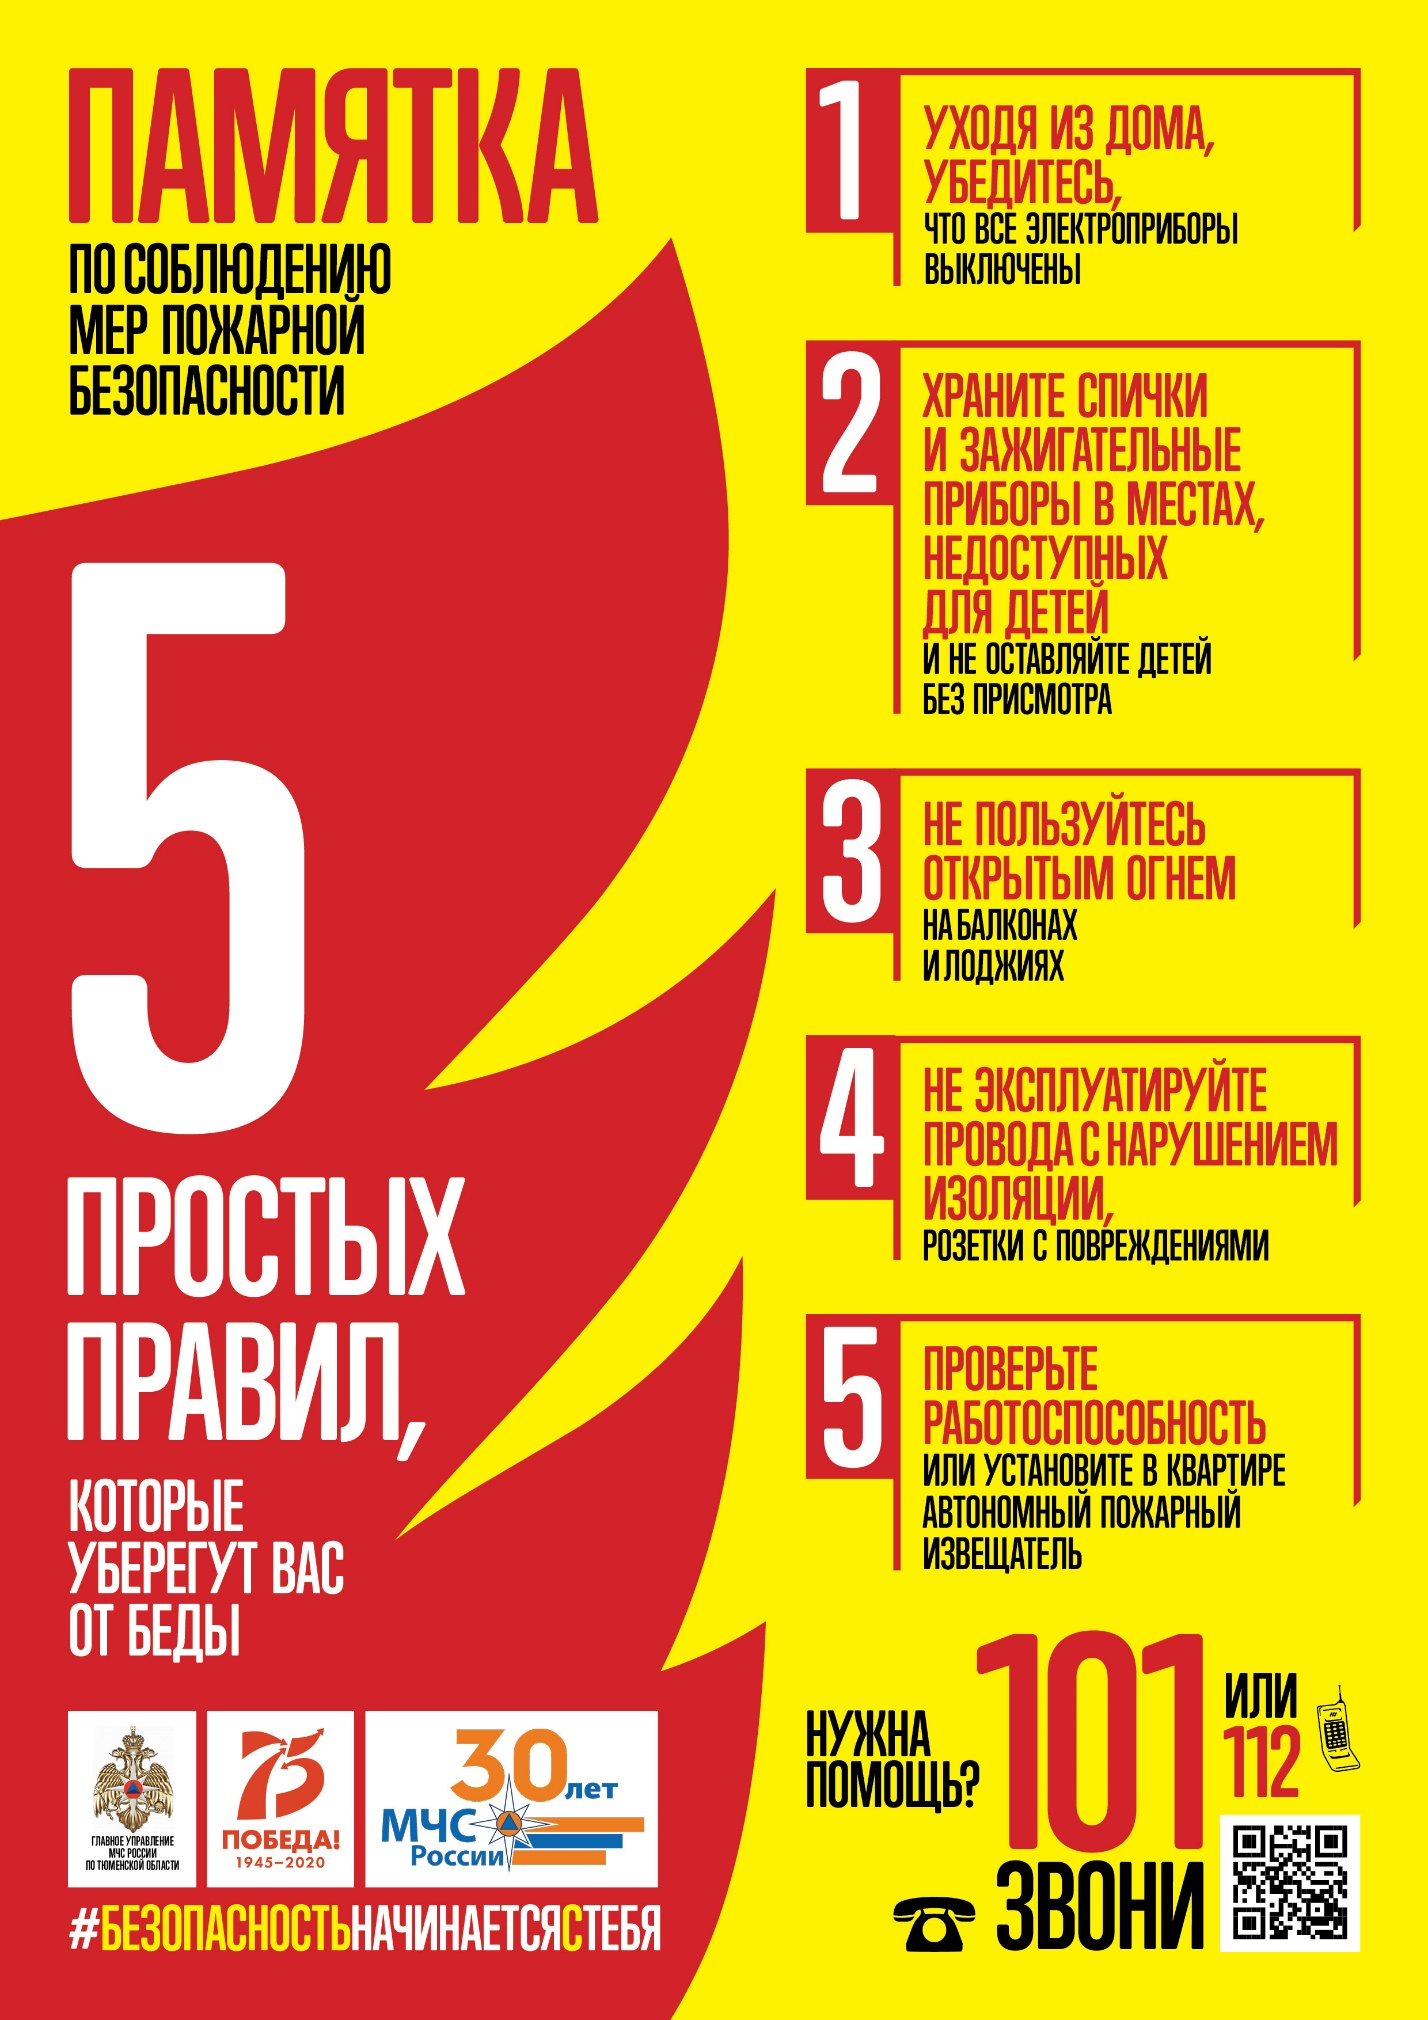 ПАМЯТКА
ПО СОБЛЮДЕНИЮ
МЕР ПОЖАРНОЙ
БЕЗОПАСНОСТИ
5
ПРОСТЫХ
ПРАВИЛ,
КОТОРЫЕ
УБЕРЕГУТ ВАС
ОТ БЕДЫ
1
УХОДЯ ИЗ ДОМА,
УБЕДИТЕСЬ,
ЧТО ВСЕ ЭЛЕКТРОПРИБОРЫ
ВЫКЛЮЧЕНЫ
2
ХРАНИТЕ СПИЧКИ
И ЗАЖИГАТЕЛЬНЫЕ
ПРИБОРЫ В МЕСТАХ,
НЕДОСТУПНЫХ
ДЛЯ ДЕТЕЙ
И НЕ ОСТАВЛЯЙТЕ ДЕТЕЙ
БЕЗ ПРИСМОТРА
3
НЕ ПОЛЬЗУЙТЕСЬ
ОТКРЫТЫМ ОГНЕМ
НА БАЛКОНАХ
И ЛОДЖИЯХ
4
НЕ ЭКСПЛУАТИРУЙТЕ
ПРОВОДА С НАРУШЕНИЕМ
ИЗОЛЯЦИИ,
РОЗЕТКИ С ПОВРЕЖДЕНИЯМИ
5
ПРОВЕРЬТЕ
РАБОТОСПОСОБНОСТЬ
ИЛИ УСТАНОВИТЕ В КВАРТИРЕ
АВТОНОМНЫЙ ПОЖАРНЫЙ
ИЗВЕЩАТЕЛЬ
НУЖНА
ПОМОЩЬ?
101
ИЛИ
112
ЗВОНИ
ГЛАВНОЕ УПРАВЛЕНИЕ
МЧС РОССИИ
ПО ТЮМЕНСКОЙ ОБЛАСТИ
75
ПОБЕДА!
1945–2020
30 лет
МЧС
России
#БЕЗОПАСНОСТЬНАЧИНАЕТСЯСТЕБЯ